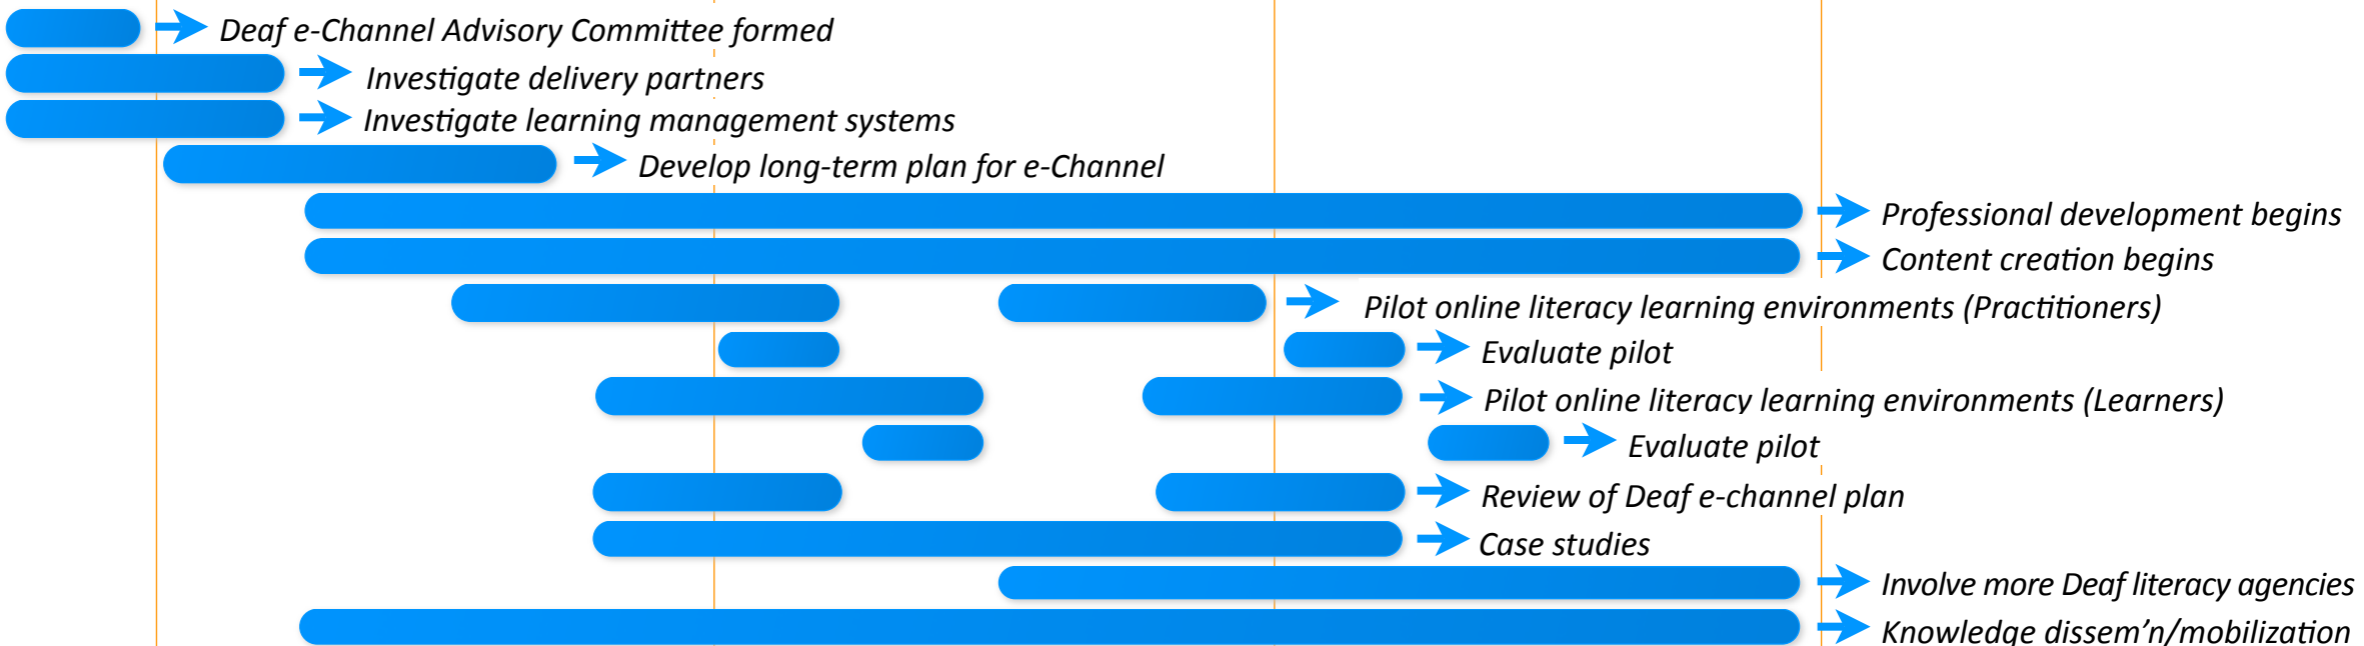 Deaf e-Channel Advisory Committee formed
Investigate delivery partners
Investigate learning management systems
Develop long-term plan for e-Channel
Professional development begins
Content creation begins
Pilot online literacy learning environments (Practitioners)
Evaluate pilot
Pilot online literacy learning environments (Learners)
Evaluate pilot
Review of Deaf e-channel plan
Case studies
Involve more Deaf literacy agencies
Knowledge dissem’n/mobilization